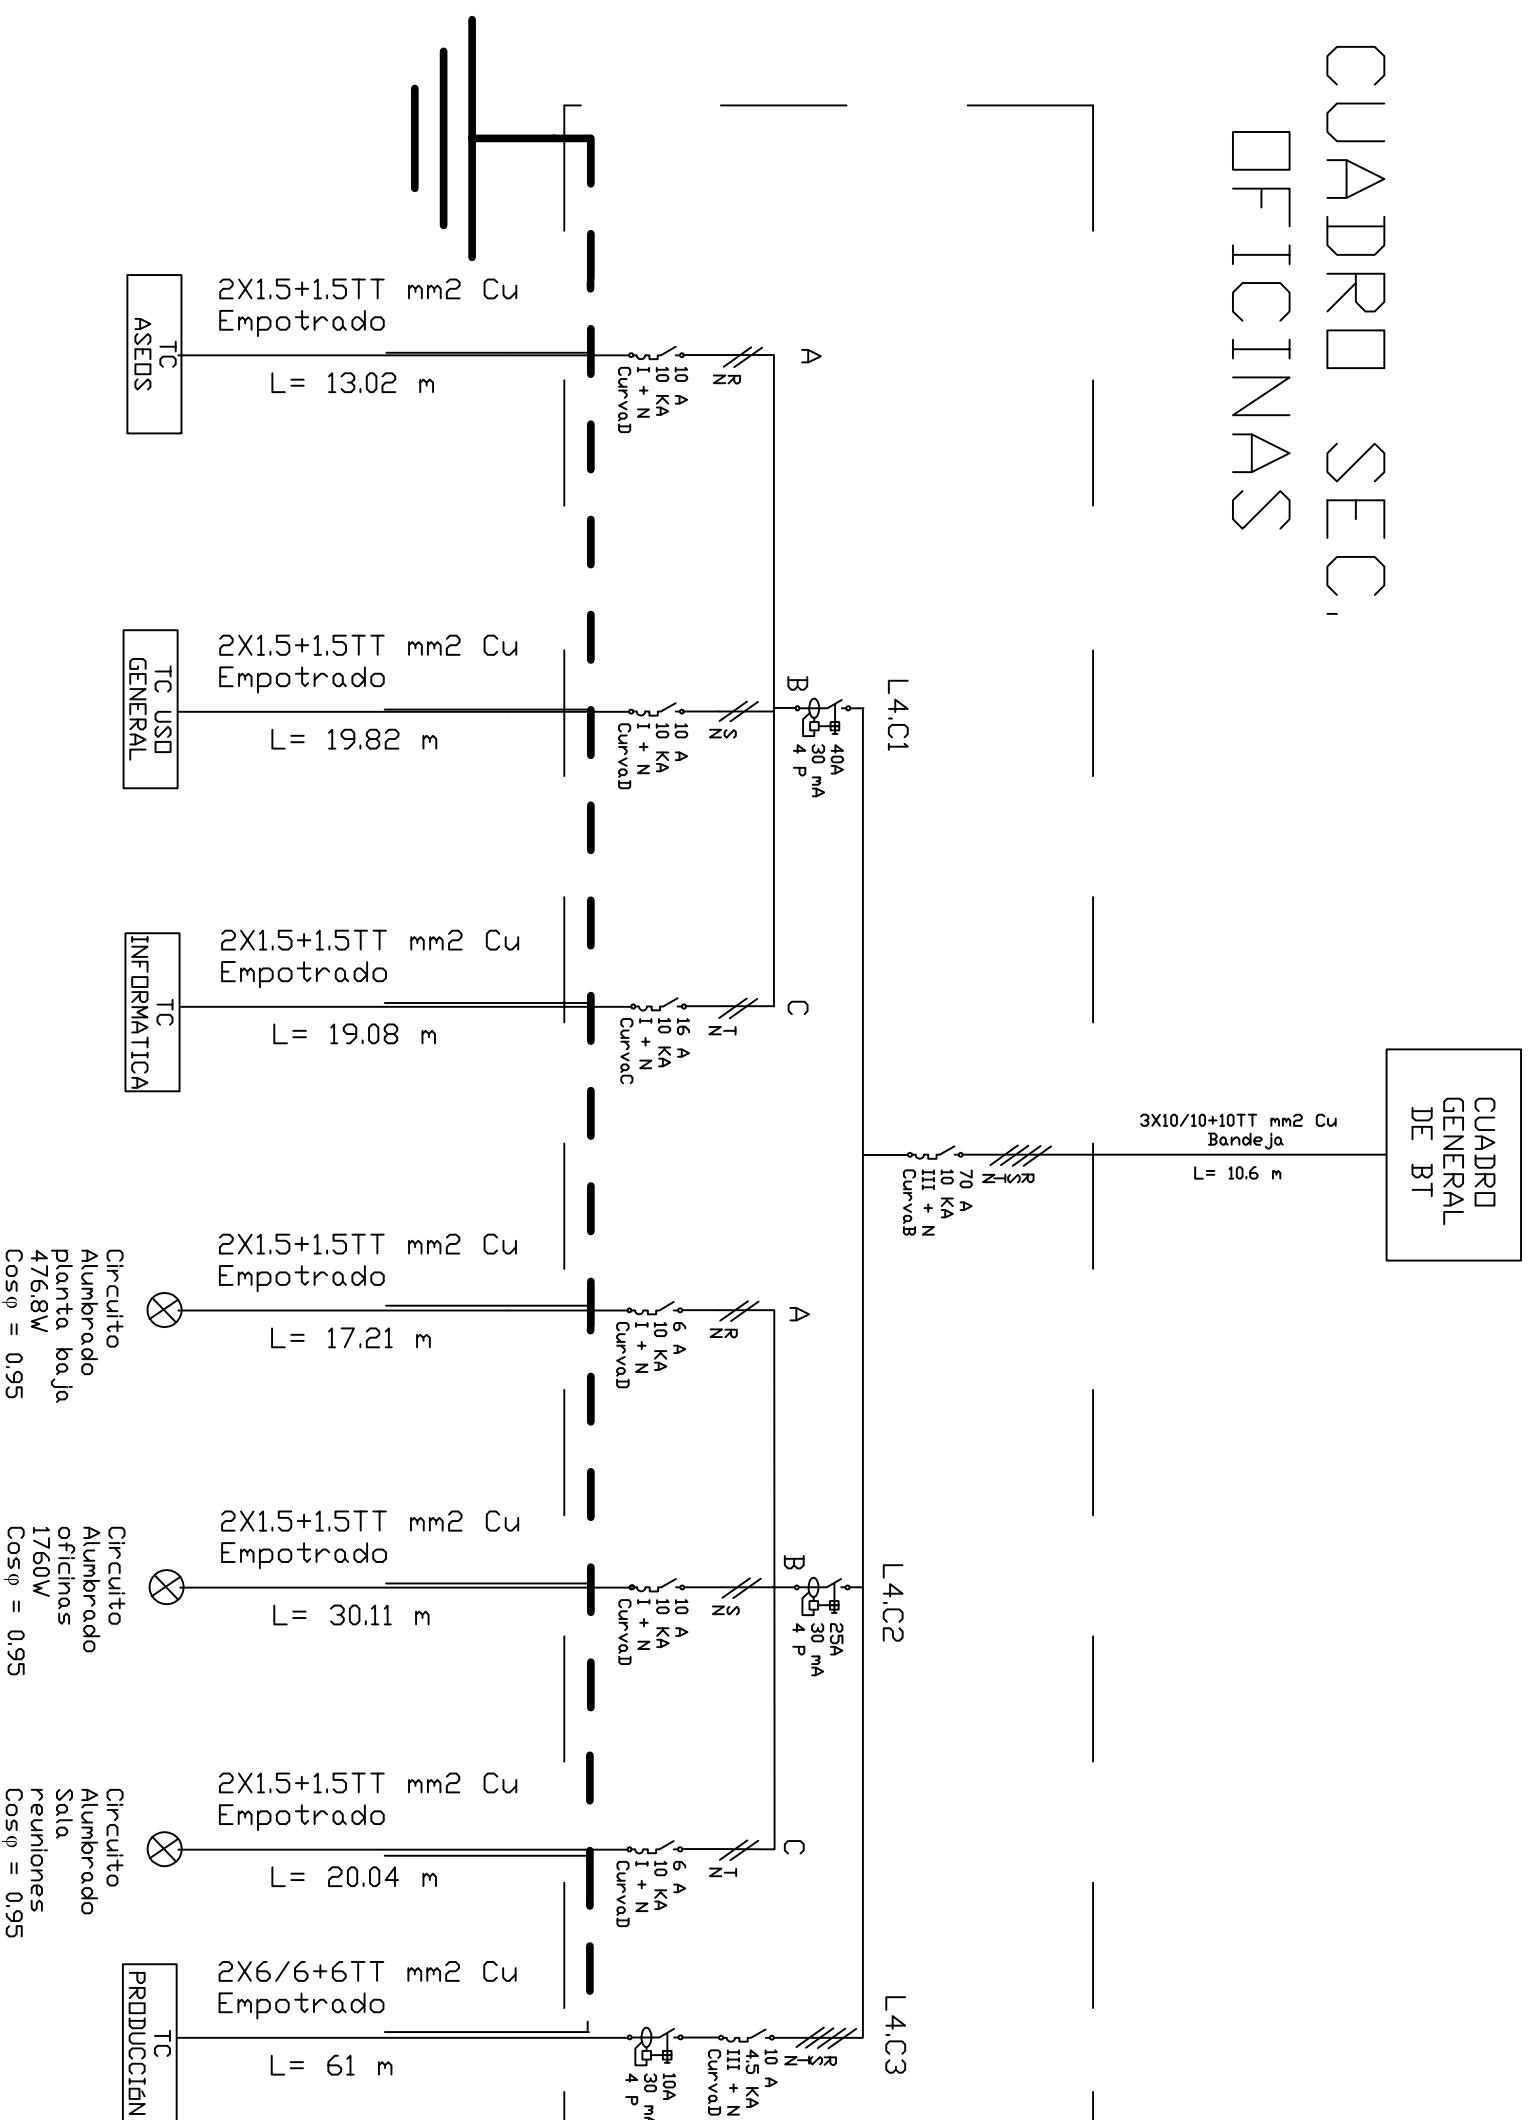 CUADRO SEC.
OFICINAS
CUADRO
GENERAL
DE BT
3X10/10+10TT mm2 Cu
Bandeja
L= 10.6 m
RSTN
70 A
10 KA
III + N
CurvaB
L4.C1
40A
30 mA
4 P
A
B
C
R
N
10 A
10 KA
I + N
CurvaD
2X1.5+1.5TT mm2 Cu
Empotrado
L= 13.02 m
TC
ASEOS
S
N
10 A
10 KA
I + N
CurvaD
2X1.5+1.5TT mm2 Cu
Empotrado
L= 19.82 m
TC USO
GENERAL
T
N
16 A
10 KA
I + N
CurvaC
2X1.5+1.5TT mm2 Cu
Empotrado
L= 19.08 m
TC
INFORMATICA
L4.C2
25A
30 mA
4 P
A
B
C
R
N
6 A
10 KA
I + N
CurvaD
2X1.5+1.5TT mm2 Cu
Empotrado
L= 17.21 m
Circuito
Alumbrado
planta baja
476.8W
Cosφ = 0.95
S
N
10 A
10 KA
I + N
CurvaD
2X1.5+1.5TT mm2 Cu
Empotrado
L= 30.11 m
Circuito
Alumbrado
oficinas
1760W
Cosφ = 0.95
T
N
6 A
10 KA
I + N
CurvaD
2X1.5+1.5TT mm2 Cu
Empotrado
L= 20.04 m
Circuito
Alumbrado
Sala
reuniones
Cosφ = 0.95
L4.C3
RSTN
10 A
4.5 KA
III + N
CurvaD
10A
30 mA
4 P
2X6/6+6TT mm2 Cu
Empotrado
L= 61 m
TC
PRODUCCIóN